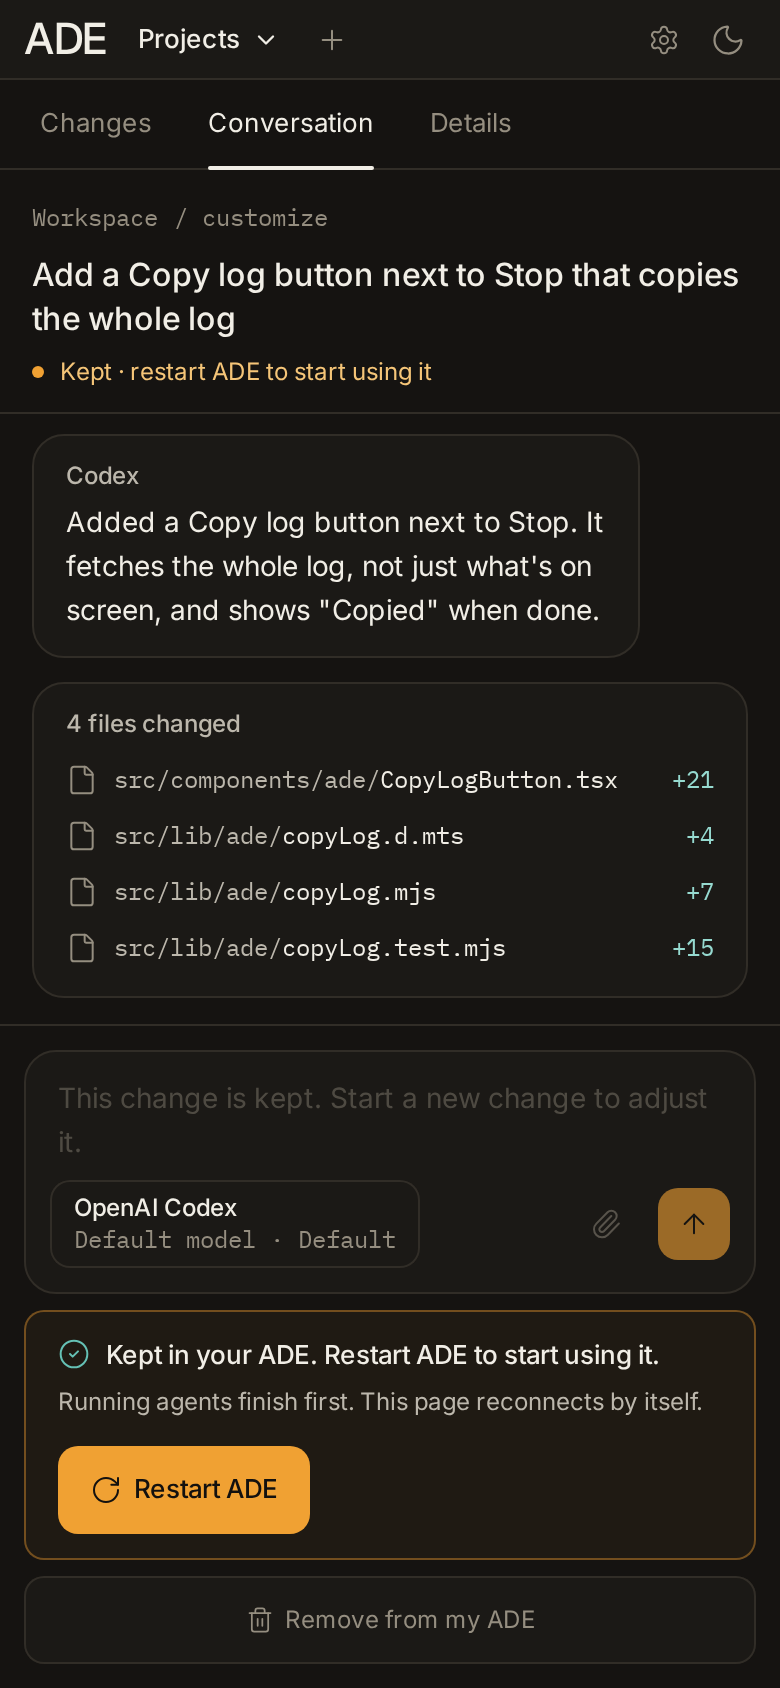 ADE Projects
Changes Conversation Details
Workspace / customize
Add a Copy log button next to Stop that copies
the whole log
Kept · restart ADE to start using it
Codex
Added a Copy log button next to Stop. It
fetches the whole log, not just what's on
screen, and shows "Copied" when done.
4 files changed
src/components/ade/CopyLogButton.tsx +21
src/lib/ade/copyLog.d.mts +4
src/lib/ade/copyLog.mjs +7
src/lib/ade/copyLog.test.mjs +15
This change is kept. Start a new change to adjust
it.
OpenAI Codex
Default model · Default
Kept in your ADE. Restart ADE to start using it.
Running agents finish first. This page reconnects by itself.
Restart ADE
Remove from my ADE